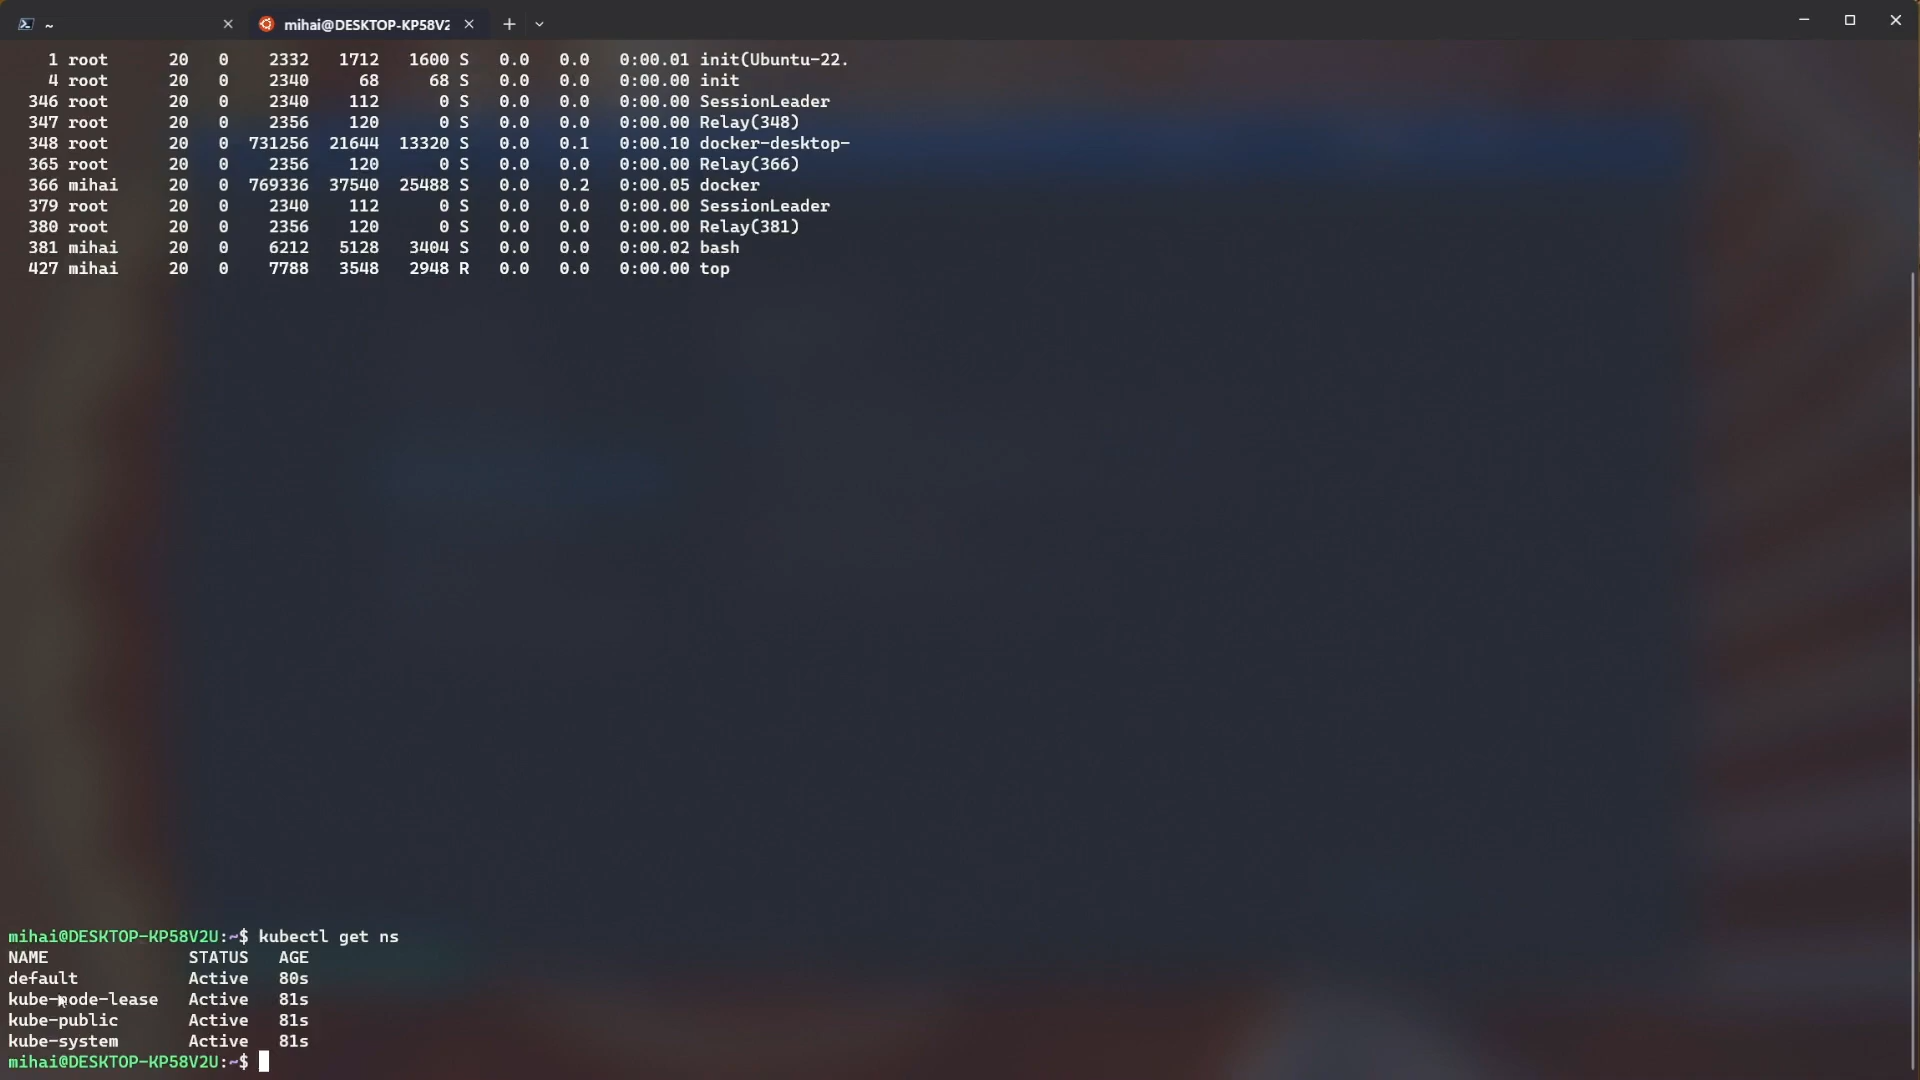 ~ mihai@DESKTOP-KP58V2
1 root 20 0 2332 1712 1600 S 0.0 0.0 0:00.01 init(Ubuntu-22.
4 root 20 0 2340 68 68 S 0.0 0.0 0:00.00 init
346 root 20 0 2340 112 0 S 0.0 0.0 0:00.00 SessionLeader
347 root 20 0 2356 120 0 S 0.0 0.0 0:00.00 Relay(348)
348 root 20 0 731256 21644 13320 S 0.0 0.1 0:00.10 docker-desktop-
365 root 20 0 2356 120 0 S 0.0 0.0 0:00.00 Relay(366)
366 mihai 20 0 769336 37540 25488 S 0.0 0.2 0:00.05 docker
379 root 20 0 2340 112 0 S 0.0 0.0 0:00.00 SessionLeader
380 root 20 0 2356 120 0 S 0.0 0.0 0:00.00 Relay(381)
381 mihai 20 0 6212 5128 3404 S 0.0 0.0 0:00.02 bash
427 mihai 20 0 7788 3548 2948 R 0.0 0.0 0:00.00 top
mihai@DESKTOP-KP58V2U:~$ kubectl get ns
NAME STATUS AGE
default Active 80s
kube-node-lease Active 81s
kube-public Active 81s
kube-system Active 81s
mihai@DESKTOP-KP58V2U:~$